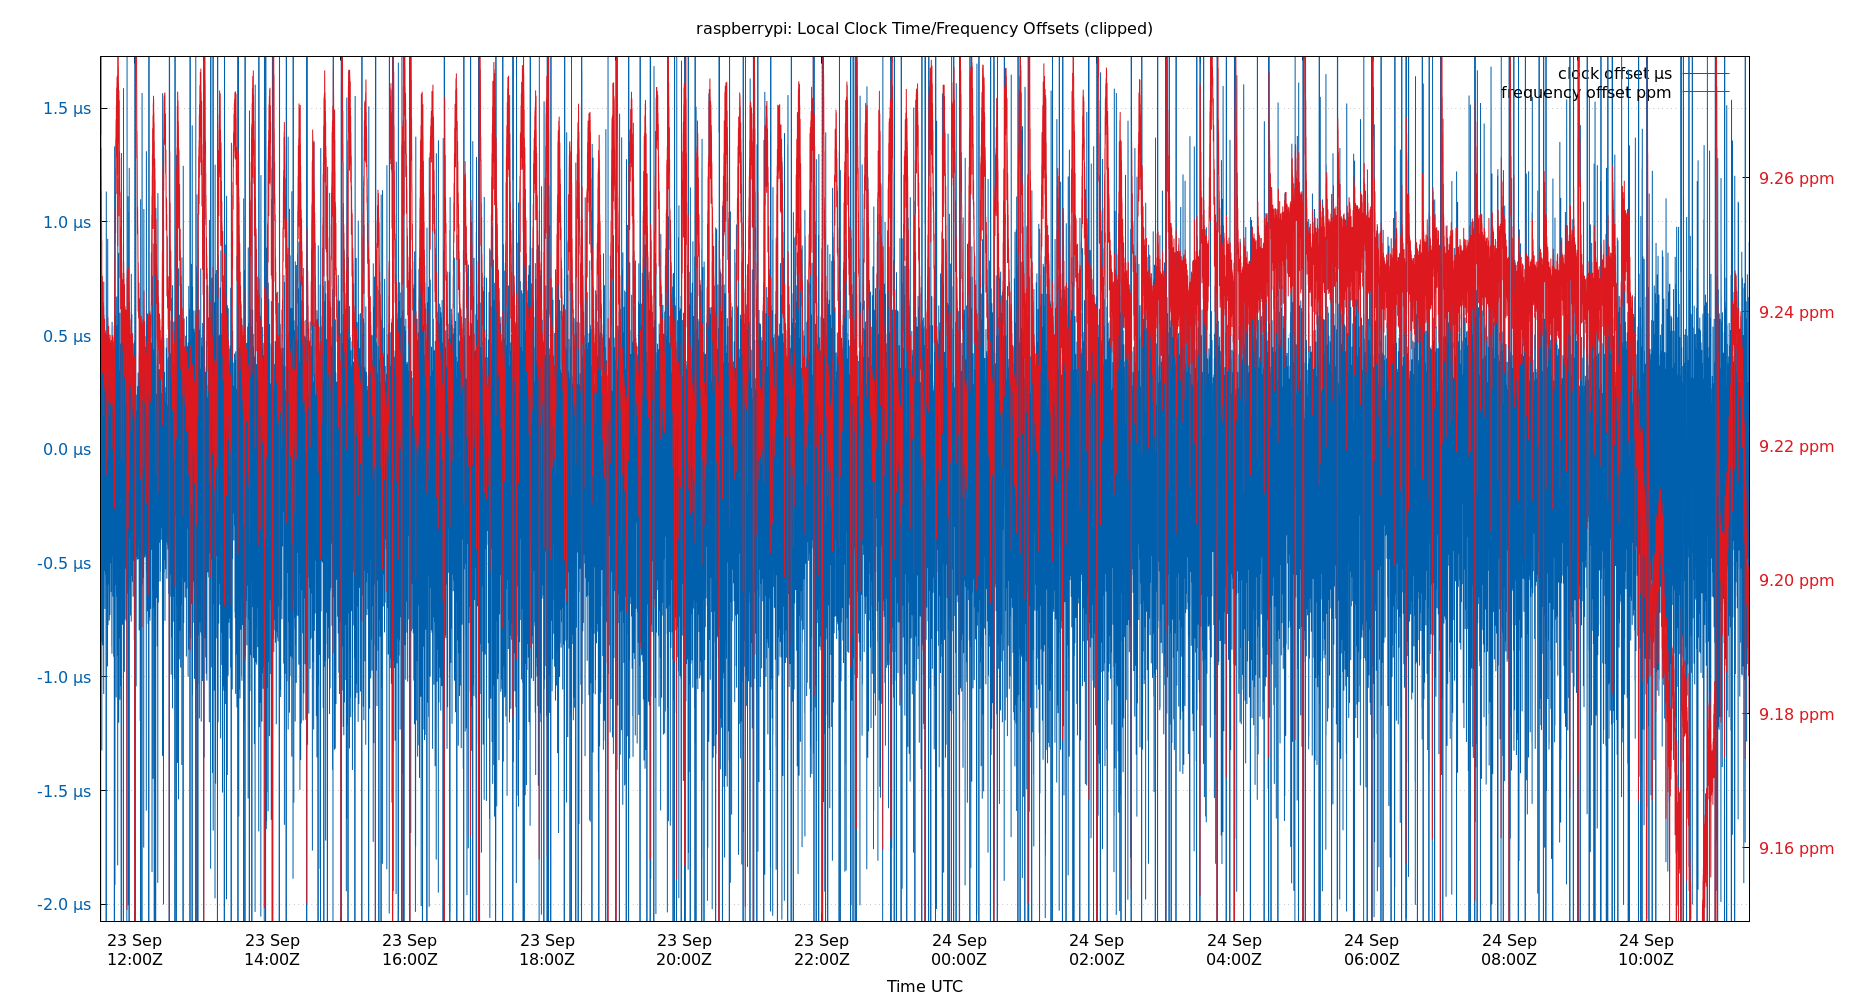 raspberrypi: Local Clock Time/Frequency Offsets (clipped)
clock offset µs
frequency offset ppm
1.5 µs
1.0 µs
0.5 µs
0.0 µs
-0.5 µs
-1.0 µs
-1.5 µs
-2.0 µs
9.26 ppm
9.24 ppm
9.22 ppm
9.20 ppm
9.18 ppm
9.16 ppm
23 Sep 23 Sep 23 Sep 23 Sep 23 Sep 23 Sep 24 Sep 24 Sep 24 Sep 24 Sep 24 Sep 24 Sep
12:00Z 14:00Z 16:00Z 18:00Z 20:00Z 22:00Z 00:00Z 02:00Z 04:00Z 06:00Z 08:00Z 10:00Z
Time UTC